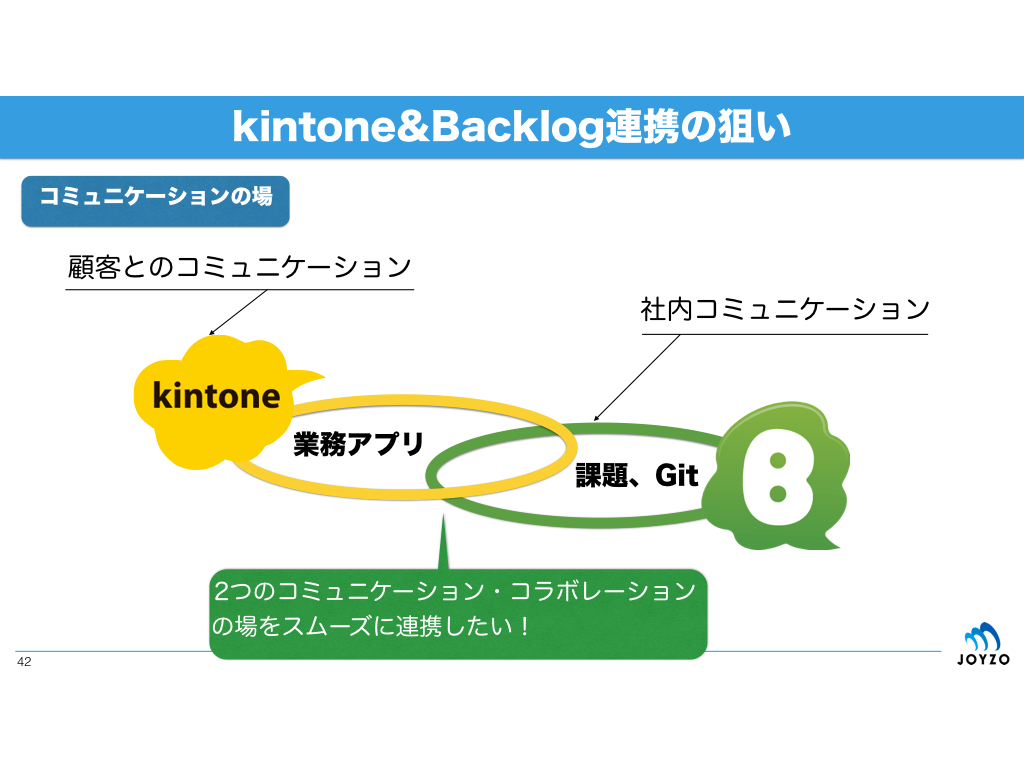 kintone&Backlog連携の狙い
コミュニケーションの場
顧客とのコミュニケーション
社内コミュニケーション
kintone
業務アプリ
課題、Git
2つのコミュニケーション・コラボレーション
の場をスムーズに連携したい！
42
JOYZO